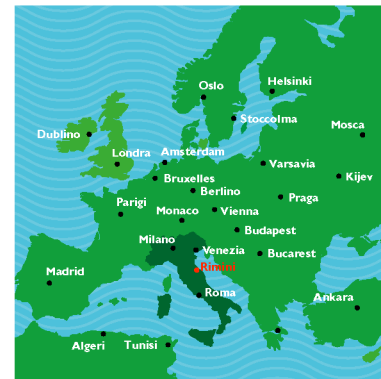 Oslo
Helsinki
Stoccolma
Mosca
Dublino
Londra
Amsterdam
Varsavia
Bruxelles
Kijev
Berlino
Praga
Parigi
Monaco
Vienna
Budapest
Milano
Venezia
Bucarest
Rimini
Madrid
Roma
Ankara
Algeri
Tunisi